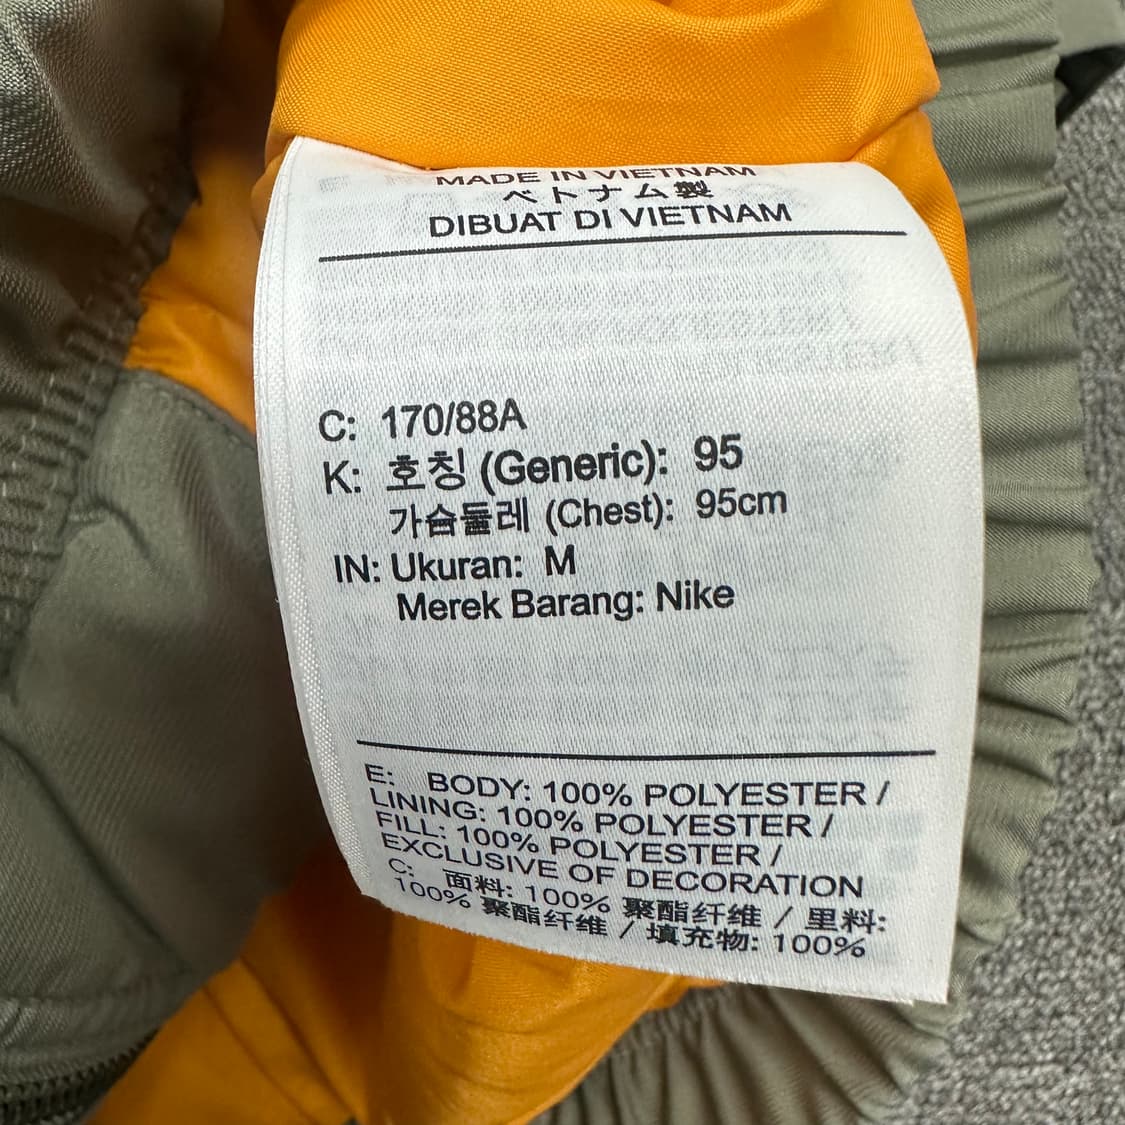 MADE IN VIETNAM
ベトナム製
DIBUAT DI VIETNAM
C: 170/88A
K: 호칭 (Generic): 95
가슴둘레 (Chest): 95cm
IN: Ukuran: M
Merek Barang: Nike
E: BODY: 100% POLYESTER /
LINING: 100% POLYESTER /
FILL: 100% POLYESTER /
EXCLUSIVE OF DECORATION
C: 面料: 100% 聚酯纤维 / 里料:
100% 聚酯纤维 / 填充物: 100%